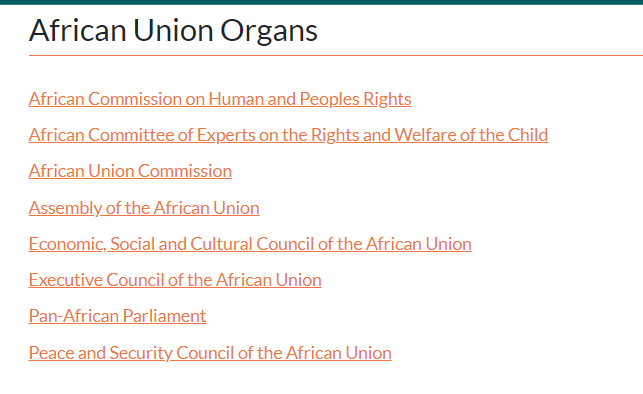 African Union Organs
African Commission on Human and Peoples Rights
African Committee of Experts on the Rights and Welfare of the Child
African Union Commission
Assembly of the African Union
Economic, Social and Cultural Council of the African Union
Executive Council of the African Union
Pan-African Parliament
Peace and Security Council of the African Union